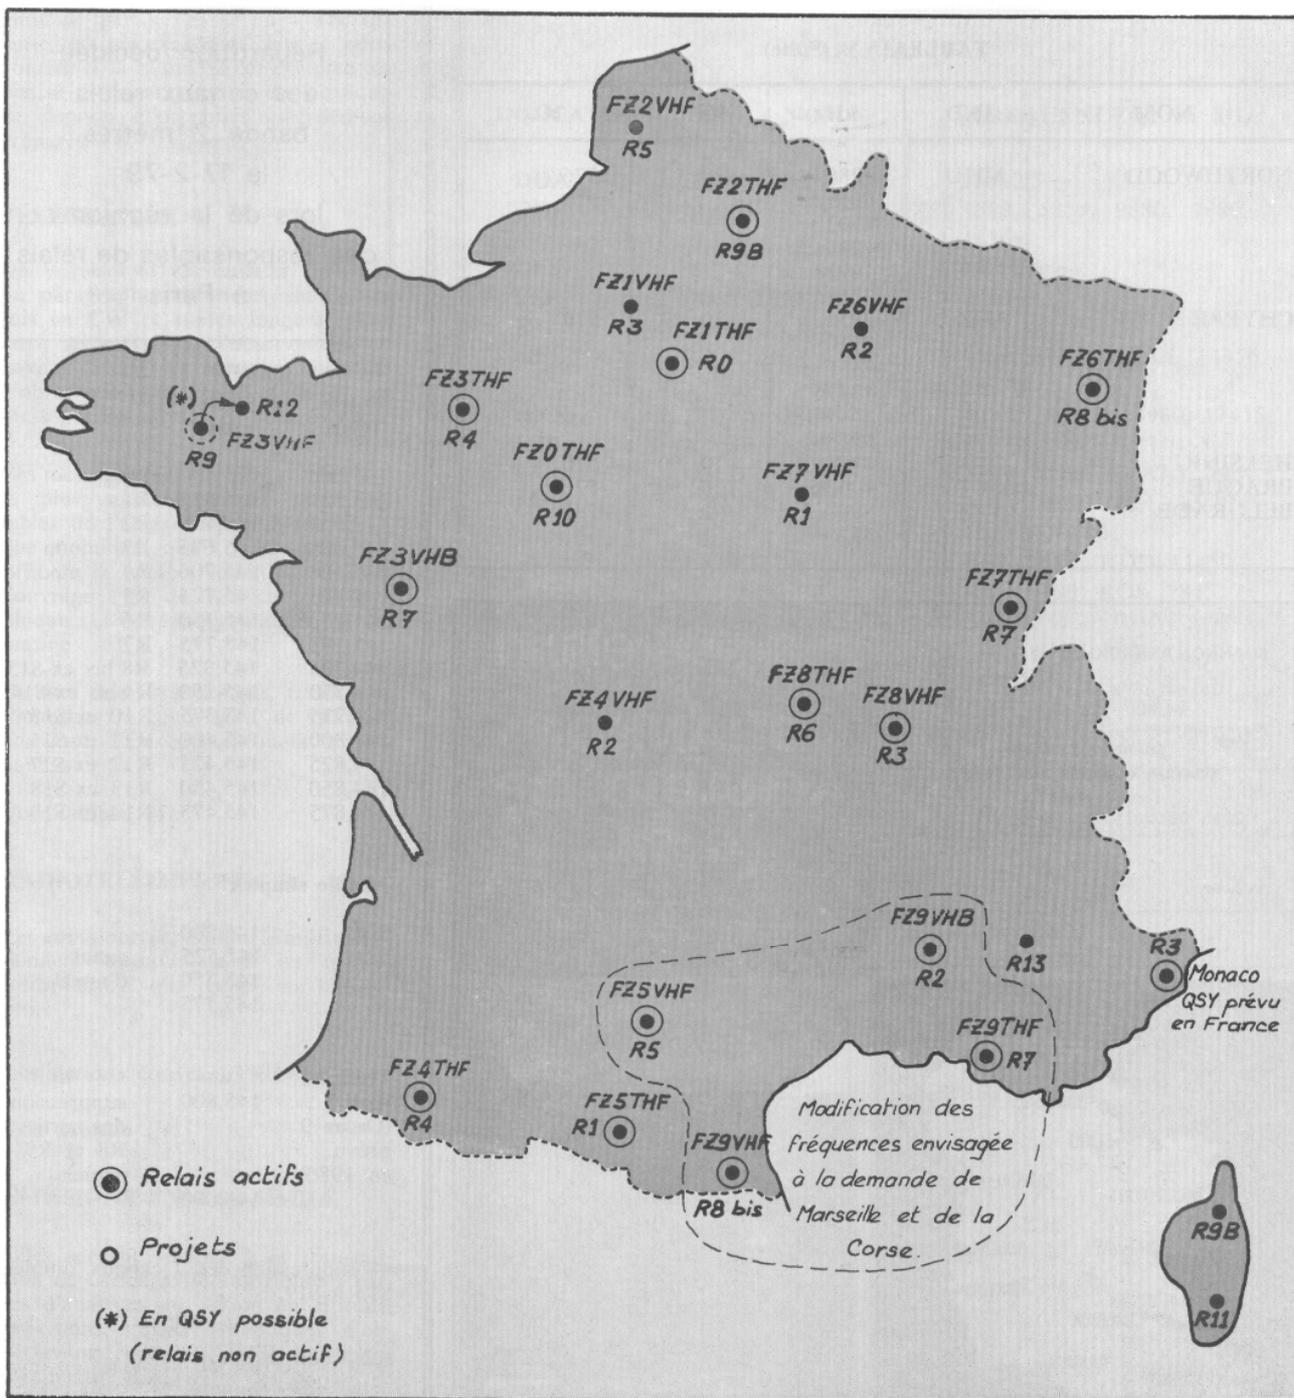 FZ2VHF
R5
FZ2THF
R9B
FZ1VHF
R3
FZ1THF
R0
FZ6VHF
R2
FZ6THF
R8 bis
FZ3THF
R4
(*)
R12
FZ3VHF
R9
FZ0THF
R10
FZ7VHF
R1
FZ3VHB
R7
FZ7THF
R7
FZ8THF
R6
FZ8VHF
R3
FZ4VHF
R2
FZ9VHB
R2
R13
R3
Monaco
QSY prévu
en France
FZ5VHF
R5
FZ9THF
R7
FZ4THF
R4
FZ5THF
R1
FZ9VHF
R8 bis
Modification des
fréquences envisagée
à la demande de
Marseille et de la
Corse.
R9B
R11
Relais actifs
Projets
(*) En QSY possible
(relais non actif)